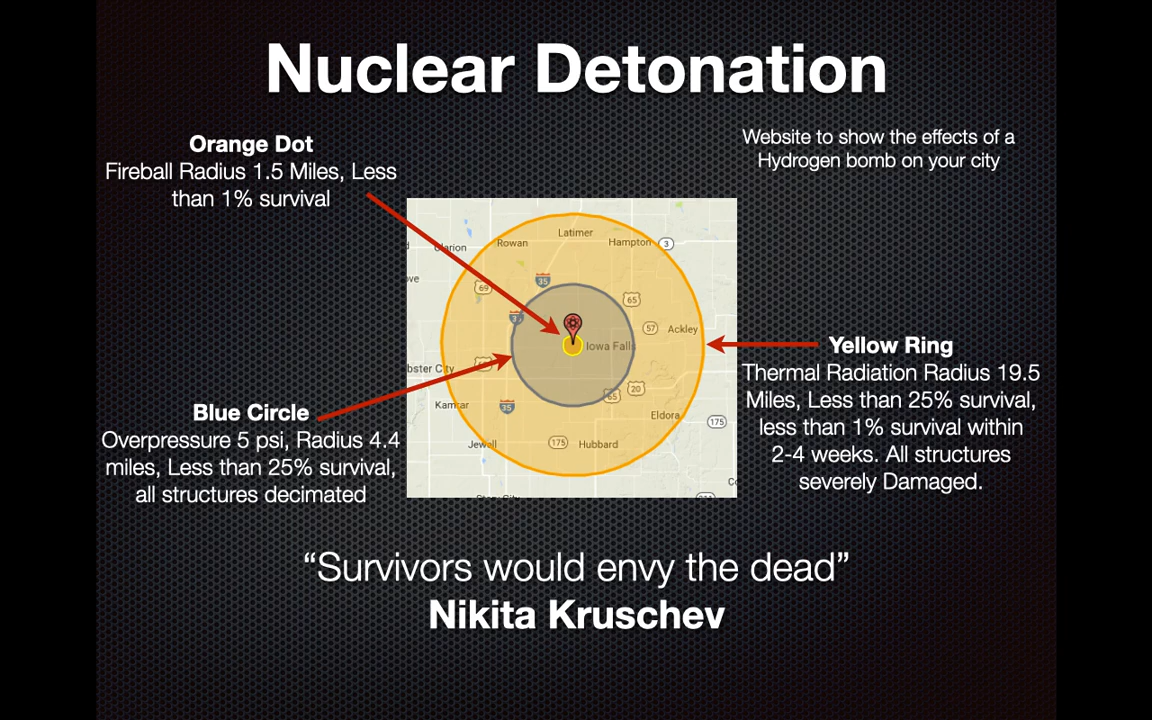 Nuclear Detonation
Orange Dot
Fireball Radius 1.5 Miles, Less
than 1% survival
Website to show the effects of a
Hydrogen bomb on your city
Latimer
Rowan
Hampton
3
Clarion
35
69
65
57
Ackley
Iowa Falls
20
65
35
Kamrar
Eldora
175
175
Hubbard
Jewell
Yellow Ring
Thermal Radiation Radius 19.5
Miles, Less than 25% survival,
less than 1% survival within
2-4 weeks. All structures
severely Damaged.
Blue Circle
Overpressure 5 psi, Radius 4.4
miles, Less than 25% survival,
all structures decimated
“Survivors would envy the dead”
Nikita Kruschev